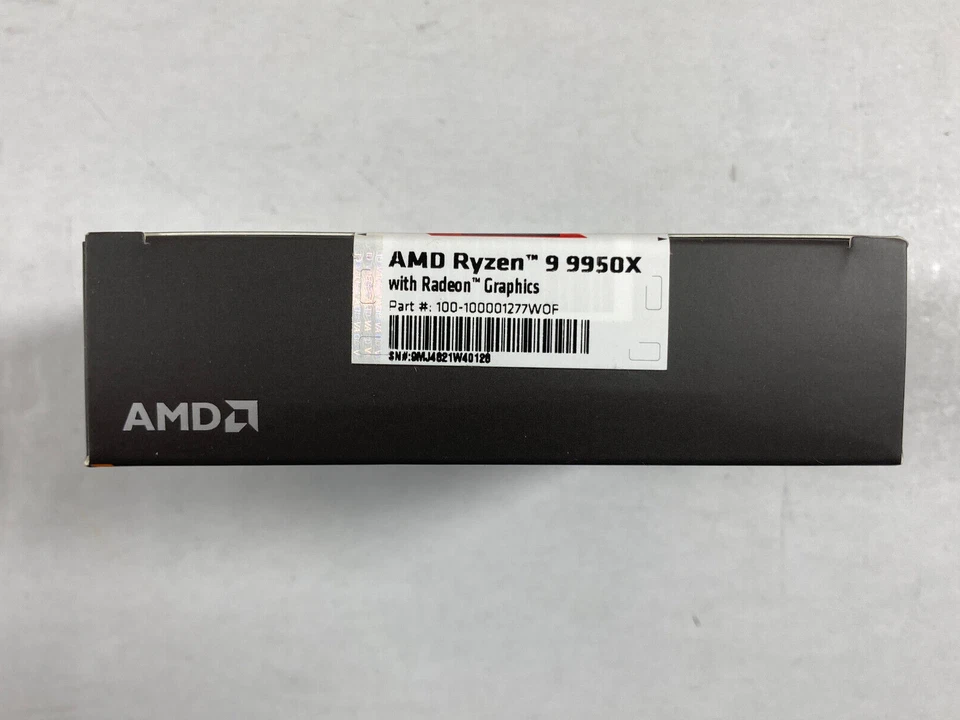 AMD Ryzen™ 9 9950X
with Radeon™ Graphics
Part #: 100-100001277WOF
SN#:9MJ4621W40126
AMD